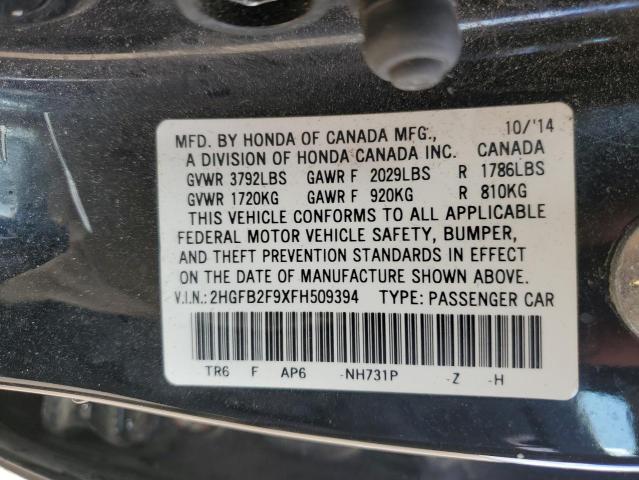 MFD. BY HONDA OF CANADA MFG., 10/'14
A DIVISION OF HONDA CANADA INC. CANADA
GVWR 3792LBS GAWR F 2029LBS R 1786LBS
GVWR 1720KG GAWR F 920KG R 810KG
THIS VEHICLE CONFORMS TO ALL APPLICABLE
FEDERAL MOTOR VEHICLE SAFETY, BUMPER,
AND THEFT PREVENTION STANDARDS IN EFFECT
ON THE DATE OF MANUFACTURE SHOWN ABOVE.
V.I.N.:2HGFB2F9XFH509394 TYPE: PASSENGER CAR
TR6 F AP6 -NH731P -Z -H